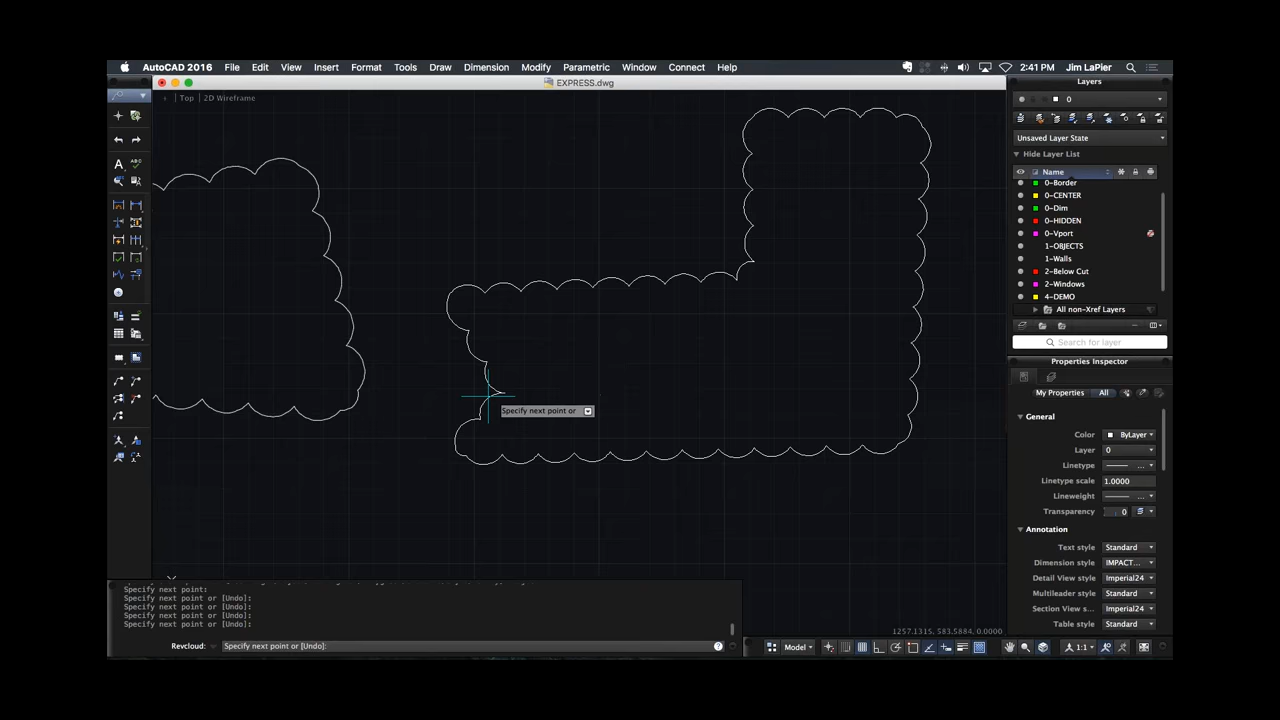 AutoCAD 2016 File Edit View Insert Format Tools Draw Dimension Modify Parametric Window Connect Help 2:41 PM Jim LaPier
EXPRESS.dwg
Top 2D Wireframe
Layers
0
Unsaved Layer State
Hide Layer List
Name
0-Border
0-CENTER
0-Dim
0-HIDDEN
0-Vport
1-OBJECTS
1-Walls
2-Below Cut
2-Windows
4-DEMO
All non-Xref Layers
Search for layer
Properties Inspector
My Properties All
General
Color ByLayer
Layer 0
Linetype ...
Linetype scale 1.0000
Lineweight ...
Transparency 0
Annotation
Text style Standard
Dimension style IMPACT...
Detail View style Imperial24
Multileader style Standard
Section View s... Imperial24
Table style Standard
A
ABC
Specify next point or
Specify next point:
Specify next point or [Undo]:
Specify next point or [Undo]:
Specify next point or [Undo]:
Specify next point or [Undo]:
1257.1315, 583.5884, 0.0000
Revcloud: Specify next point or [Undo]:
Model
1:1